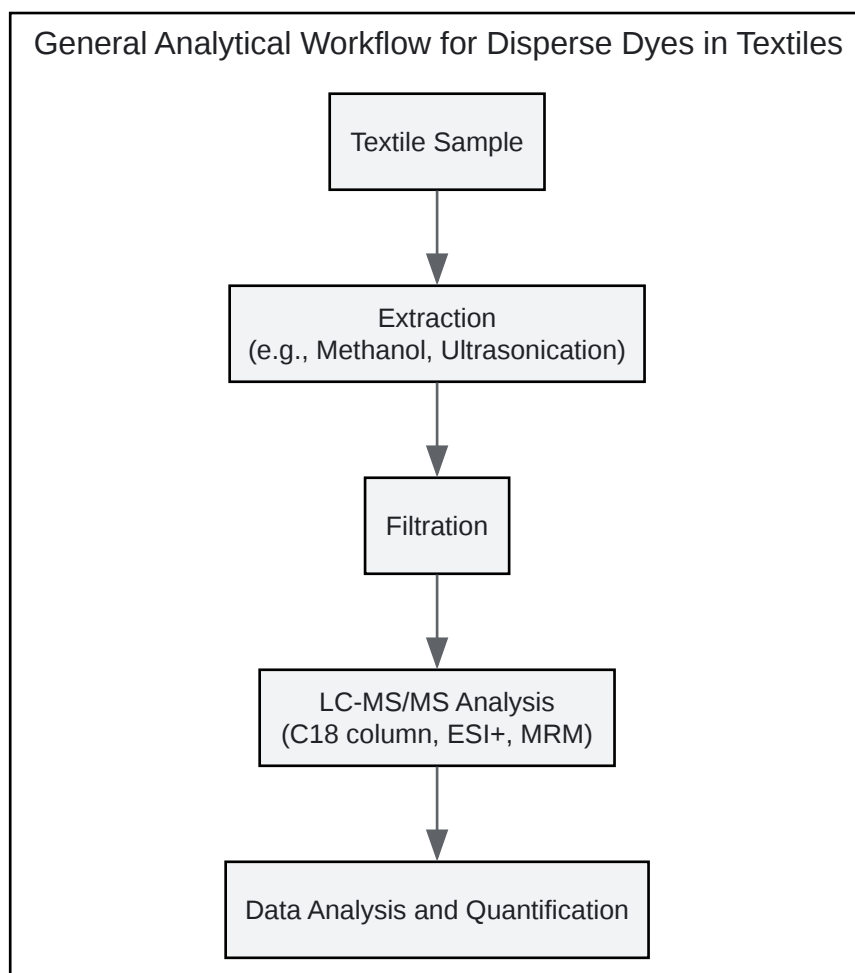 General Analytical Workflow for Disperse Dyes in Textiles
Textile Sample
Extraction
(e.g., Methanol, Ultrasonication)
Filtration
LC-MS/MS Analysis
(C18 column, ESI+, MRM)
Data Analysis and Quantification